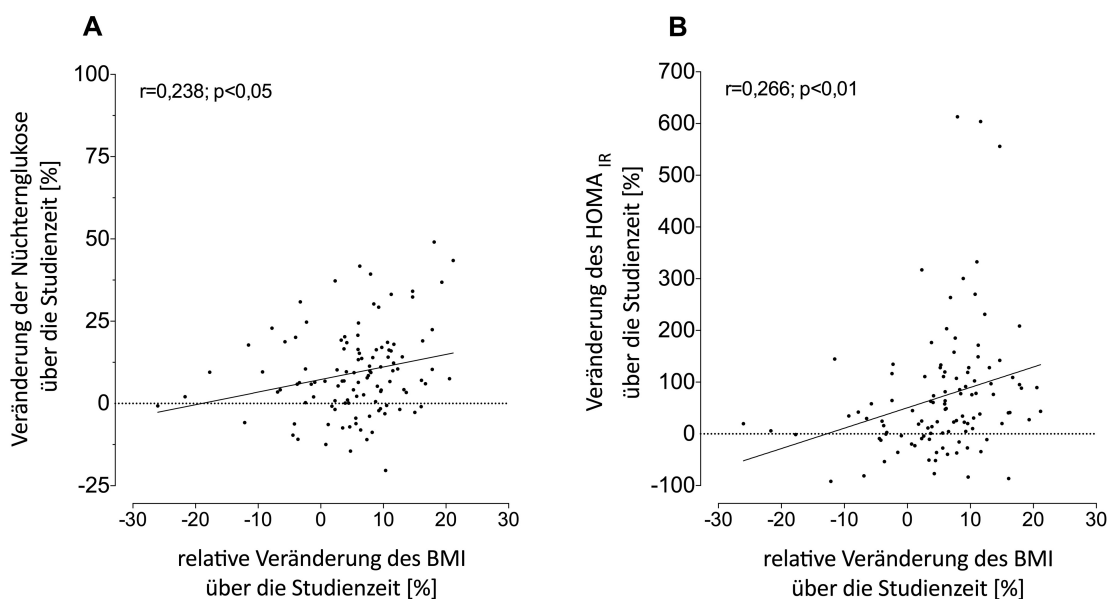 A
r=0,238; p<0,05
Veränderung der Nüchternglukose
über die Studienzeit [%]
100
75
50
25
0
-25
-30 -20 -10 0 10 20 30
relative Veränderung des BMI
über die Studienzeit [%]
B
r=0,266; p<0,01
Veränderung des HOMA IR
über die Studienzeit [%]
700
600
500
400
300
200
100
0
-100
-30 -20 -10 0 10 20 30
relative Veränderung des BMI
über die Studienzeit [%]